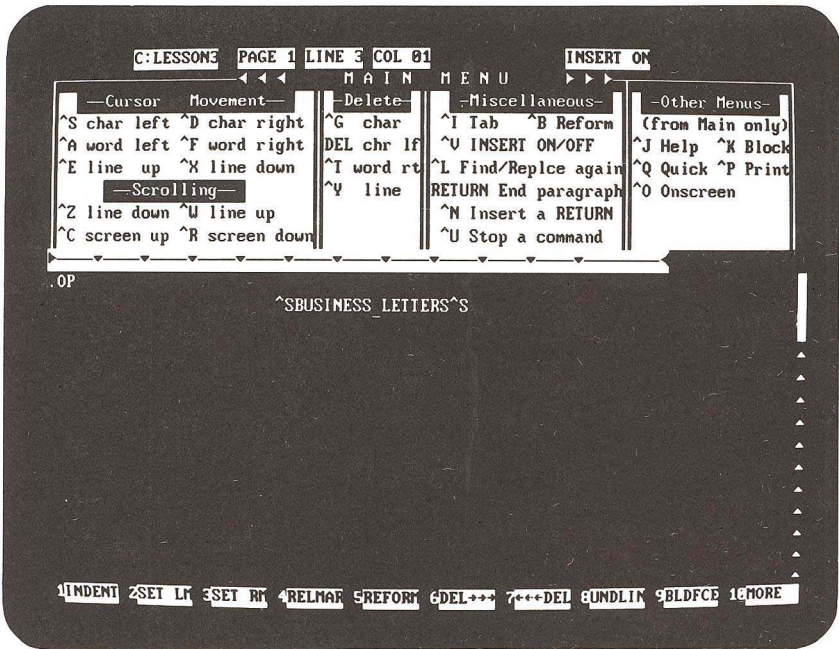 C:LESSON3 PAGE 1 LINE 3 COL 01 INSERT ON
◄ ◄ ◄ M A I N M E N U ► ► ►
—Cursor Movement— —Delete— —Miscellaneous— —Other Menus—
^S char left ^D char right ^G char ^I Tab ^B Reform (from Main only)
^A word left ^F word right DEL chr lf ^V INSERT ON/OFF ^J Help ^K Block
^E line up ^X line down ^T word rt ^L Find/Replce again ^Q Quick ^P Print
—Scrolling— ^Y line RETURN End paragraph ^O Onscreen
^Z line down ^W line up ^N Insert a RETURN
^C screen up ^R screen down ^U Stop a command
.OP
^SBUSINESS_LETTERS^S
1INDENT 2SET LM 3SET RM 4RELMAR 5REFORM 6DEL→→→ 7←←←DEL 8UNDLIN 9BLDFCE 10MORE